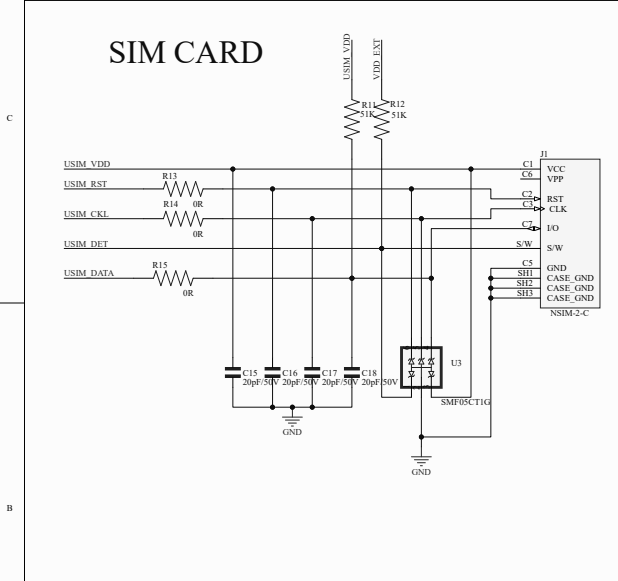 SIM CARD
USIM_VDD
VDD_EXT
R11
51K
R12
51K
C
USIM_VDD
USIM_RST
R13
0R
USIM_CKL
R14
0R
USIM_DET
USIM_DATA
R15
0R
J1
C1
VCC
C6
VPP
C2
RST
C3
CLK
C7
I/O
S/W
S/W
C5
GND
SH1
CASE_GND
SH2
CASE_GND
SH3
CASE_GND
NSIM-2-C
C15
20pF/50V
C16
20pF/50V
C17
20pF/50V
C18
20pF/50V
U3
SMF05CT1G
GND
GND
B